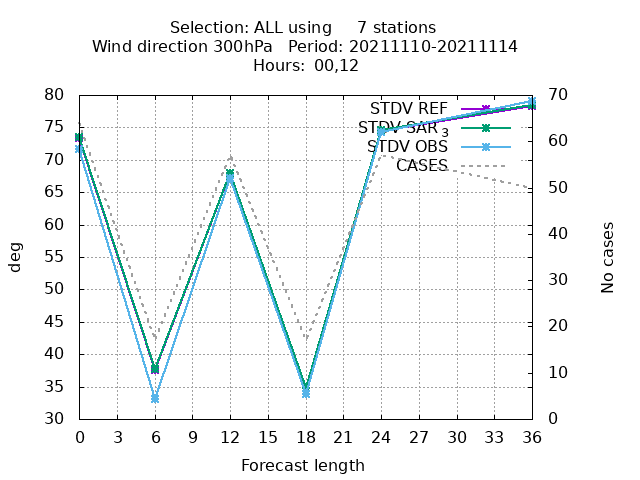 Selection: ALL using     7 stations
Wind direction 300hPa   Period: 20211110-20211114
Hours: 00,12
80
75
70
65
60
55
50
45
40
35
30
deg
70
60
50
40
30
20
10
0
No cases
STDV REF
STDV SAR3
STDV OBS
CASES
0 3 6 9 12 15 18 21 24 27 30 33 36
Forecast length